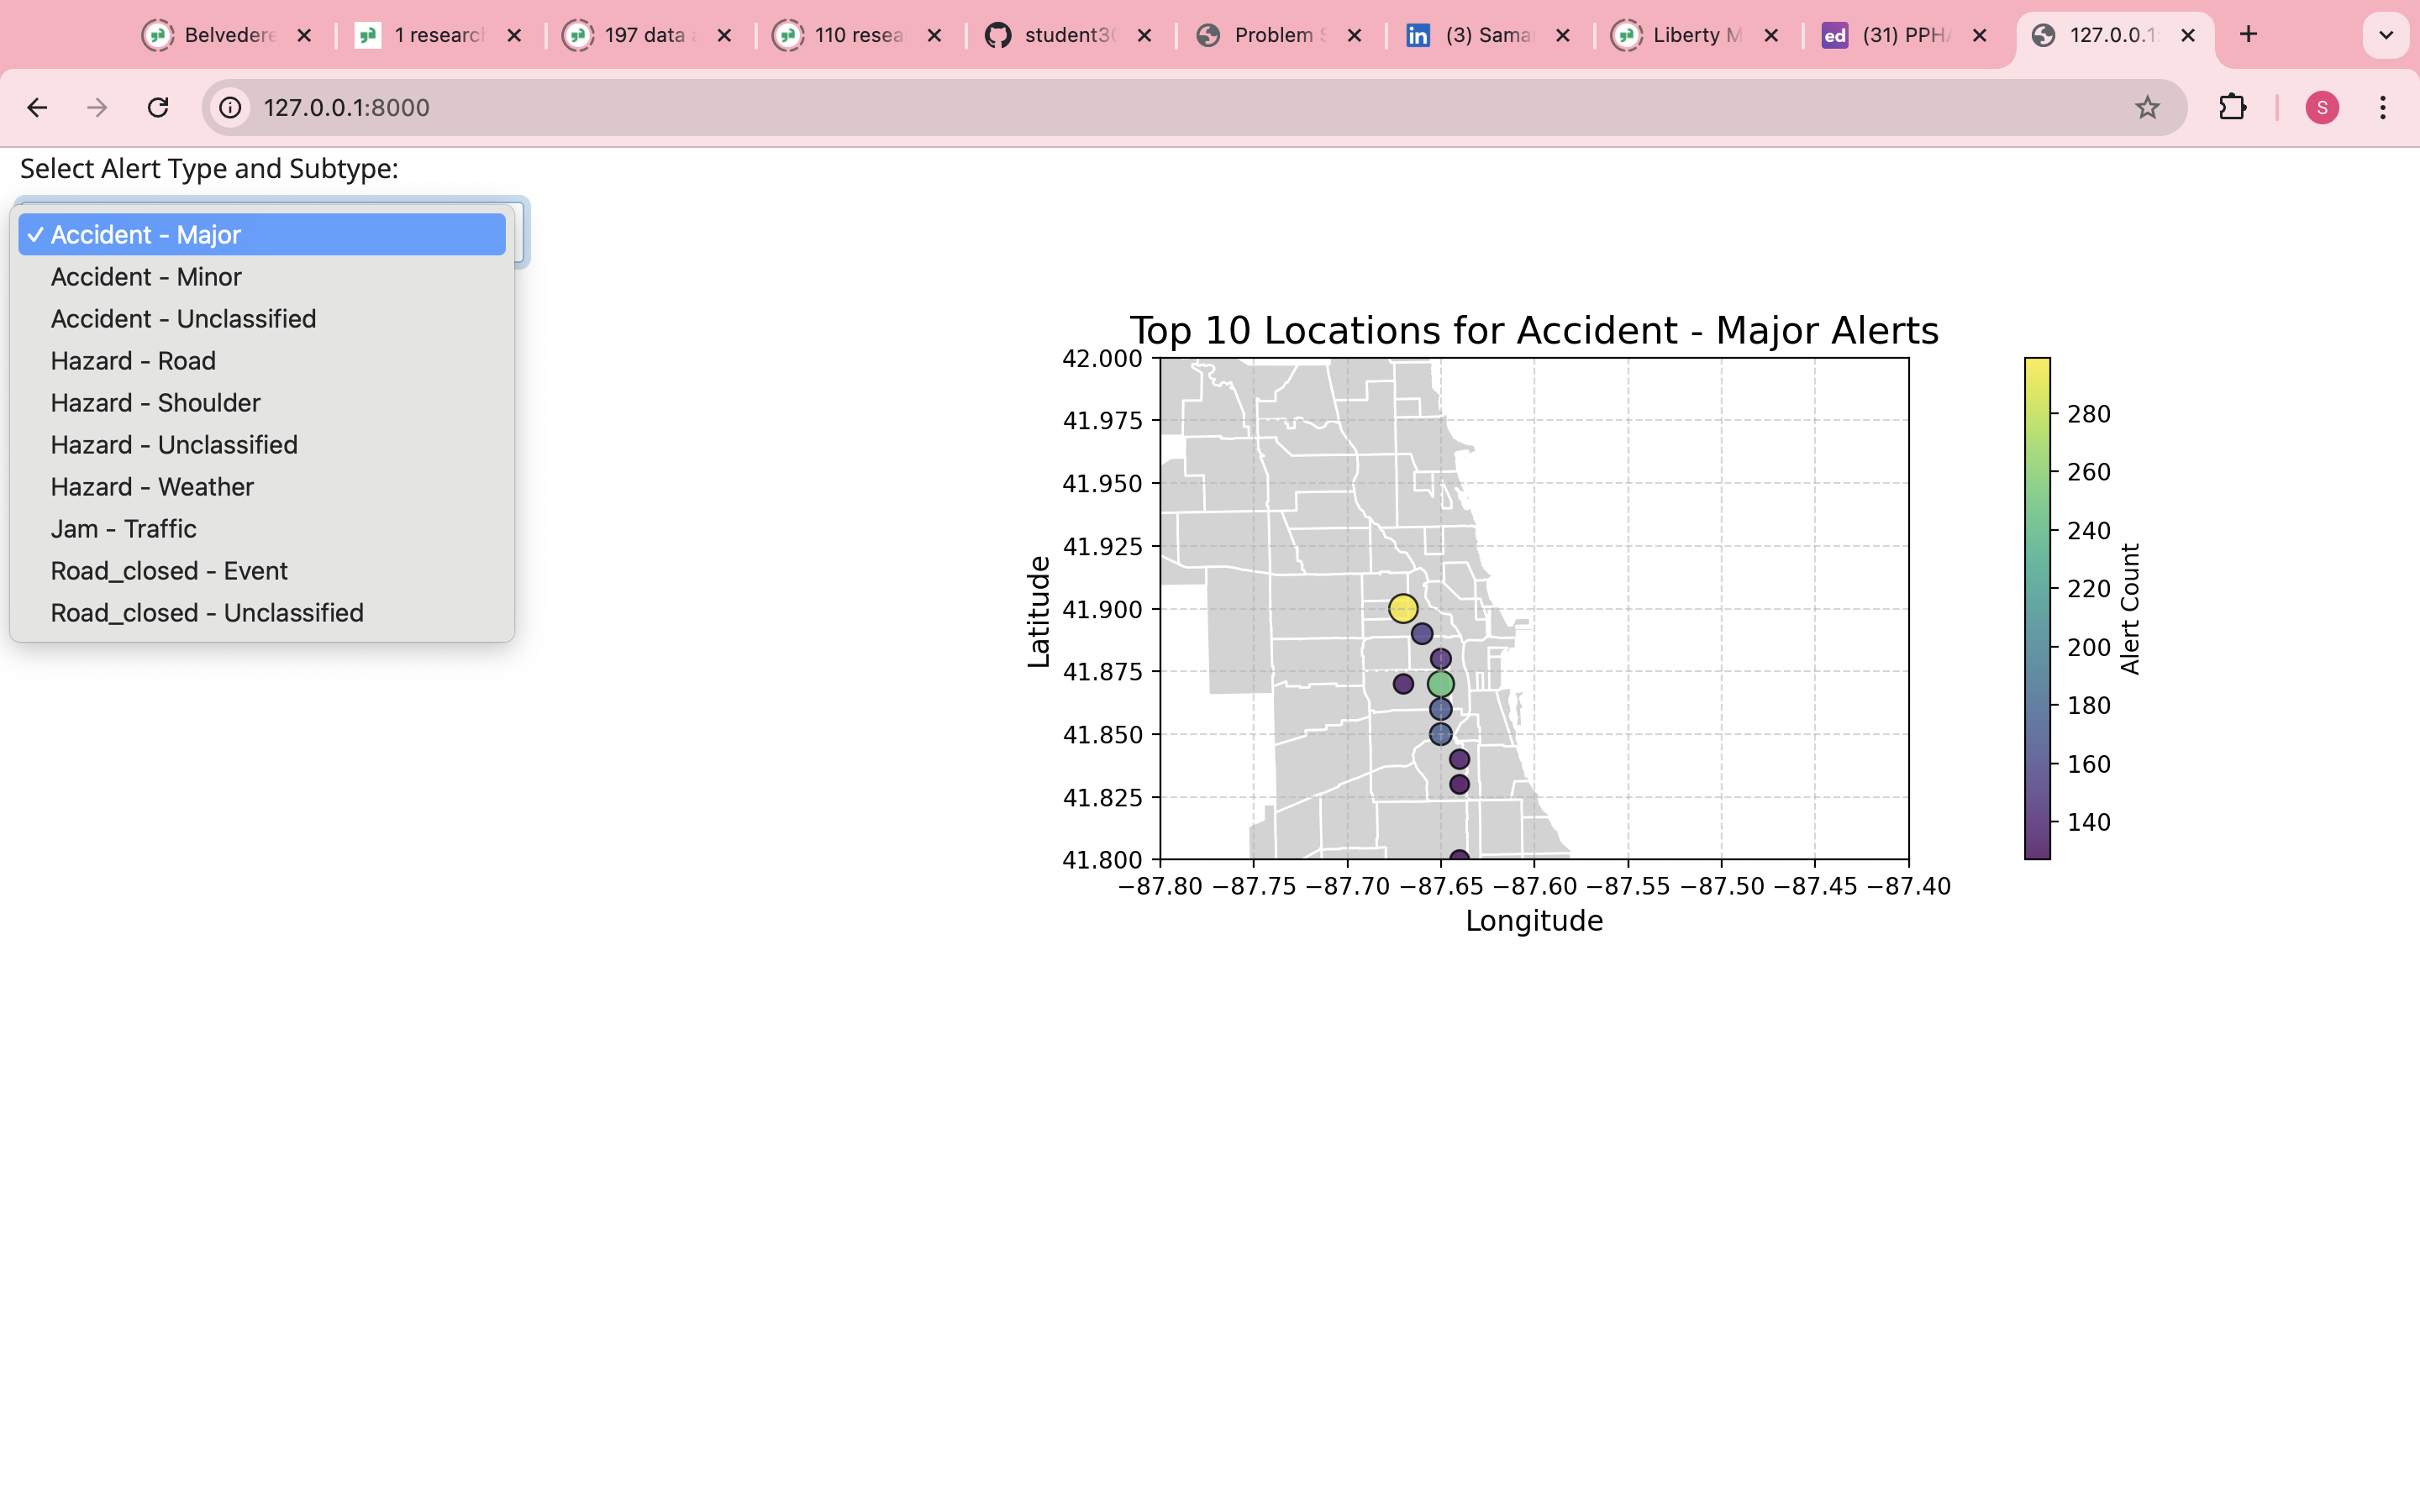 Belvedere
1 research
197 data a
110 resea
student30
Problem S
in (3) Sama
Liberty M
ed (31) PPHA
127.0.0.1:
127.0.0.1:8000
S
Select Alert Type and Subtype:
✓ Accident - Major
Accident - Minor
Accident - Unclassified
Hazard - Road
Hazard - Shoulder
Hazard - Unclassified
Hazard - Weather
Jam - Traffic
Road_closed - Event
Road_closed - Unclassified
Top 10 Locations for Accident - Major Alerts
42.000
41.975
41.950
41.925
41.900
41.875
41.850
41.825
41.800
Latitude
−87.80 −87.75 −87.70 −87.65 −87.60 −87.55 −87.50 −87.45 −87.40
Longitude
280
260
240
220
200
180
160
140
Alert Count